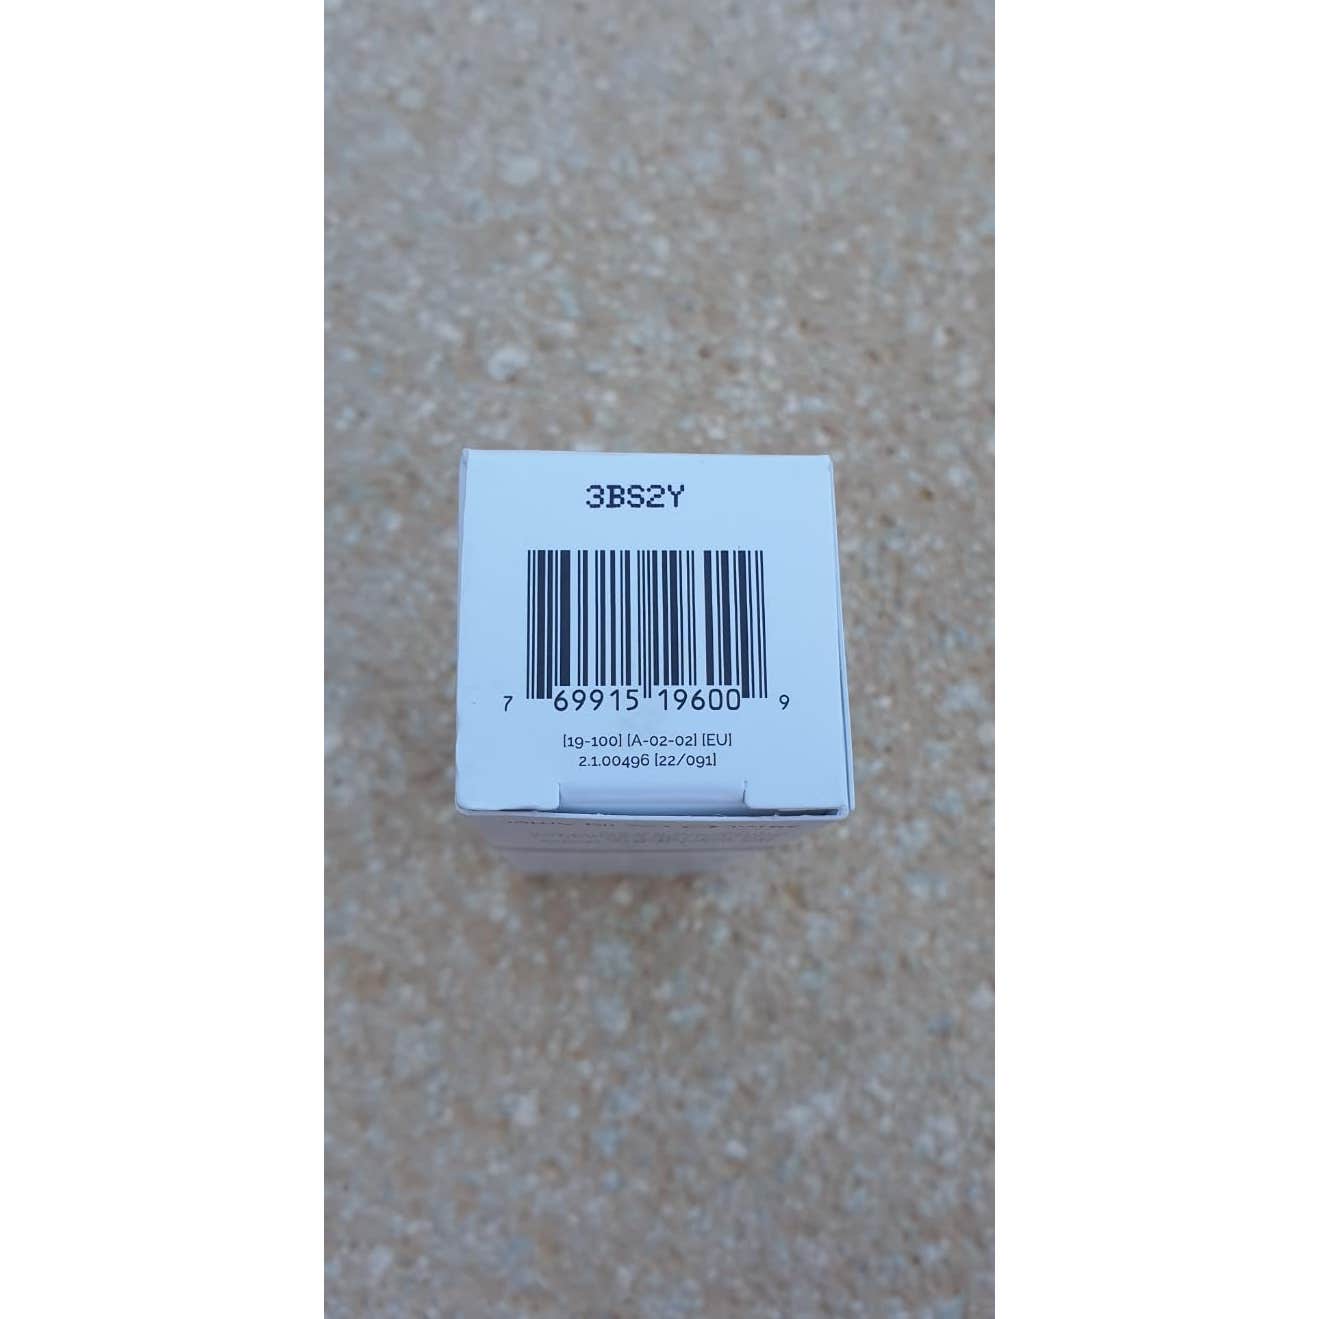 3BS2Y
7 69915 19600 9
[19-100] [A-02-02] [EU]
2.1.00496 [22/091]